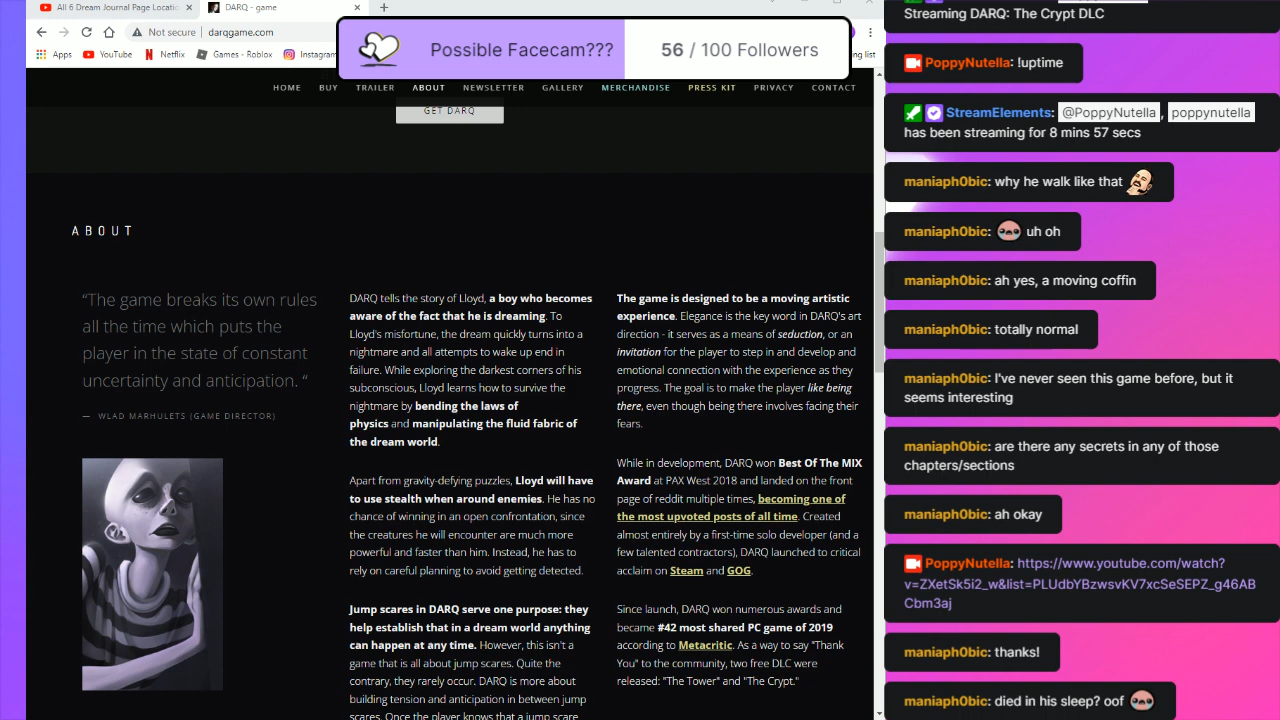 All 6 Dream Journal Page Locatio
DARQ - game
Not secure
darqgame.com
Apps
YouTube
Netflix
Games - Roblox
Instagram
Possible Facecam???
56 / 100 Followers
HOME
BUY
TRAILER
ABOUT
NEWSLETTER
GALLERY
MERCHANDISE
PRESS KIT
PRIVACY
CONTACT
GET DARQ
ABOUT
“The game breaks its own rules
all the time which puts the
player in the state of constant
uncertainty and anticipation. “
— WLAD MARHULETS (GAME DIRECTOR)
DARQ tells the story of Lloyd, a boy who becomes
aware of the fact that he is dreaming. To
Lloyd's misfortune, the dream quickly turns into a
nightmare and all attempts to wake up end in
failure. While exploring the darkest corners of his
subconscious, Lloyd learns how to survive the
nightmare by bending the laws of
physics and manipulating the fluid fabric of
the dream world.
Apart from gravity-defying puzzles, Lloyd will have
to use stealth when around enemies. He has no
chance of winning in an open confrontation, since
the creatures he will encounter are much more
powerful and faster than him. Instead, he has to
rely on careful planning to avoid getting detected.
Jump scares in DARQ serve one purpose: they
help establish that in a dream world anything
can happen at any time. However, this isn't a
game that is all about jump scares. Quite the
contrary, they rarely occur. DARQ is more about
building tension and anticipation in between jump
scares. Once the player knows that a jump scare
The game is designed to be a moving artistic
experience. Elegance is the key word in DARQ's art
direction - it serves as a means of seduction, or an
invitation for the player to step in and develop and
emotional connection with the experience as they
progress. The goal is to make the player like being
there, even though being there involves facing their
fears.
While in development, DARQ won Best Of The MIX
Award at PAX West 2018 and landed on the front
page of reddit multiple times, becoming one of
the most upvoted posts of all time. Created
almost entirely by a first-time solo developer (and a
few talented contractors), DARQ launched to critical
acclaim on Steam and GOG.
Since launch, DARQ won numerous awards and
became #42 most shared PC game of 2019
according to Metacritic. As a way to say "Thank
You" to the community, two free DLC were
released: "The Tower" and "The Crypt."
Streaming DARQ: The Crypt DLC
PoppyNutella: !uptime
StreamElements: @PoppyNutella, poppynutella
has been streaming for 8 mins 57 secs
maniaph0bic: why he walk like that
maniaph0bic: uh oh
maniaph0bic: ah yes, a moving coffin
maniaph0bic: totally normal
maniaph0bic: I've never seen this game before, but it
seems interesting
maniaph0bic: are there any secrets in any of those
chapters/sections
maniaph0bic: ah okay
PoppyNutella: https://www.youtube.com/watch?
v=ZXetSk5i2_w&list=PLUdbYBzwsvKV7xcSeSEPZ_g46AB
Cbm3aj
maniaph0bic: thanks!
maniaph0bic: died in his sleep? oof